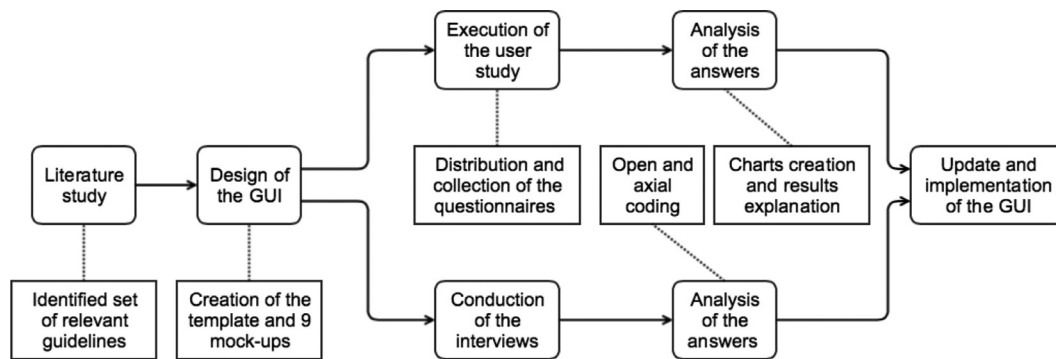 Execution of
the user
study
Analysis
of the
answers
Literature
study
Design of
the GUI
Distribution and
collection of the
questionnaires
Open and
axial
coding
Charts creation
and results
explanation
Update and
implementation
of the GUI
Identified set
of relevant
guidelines
Creation of the
template and 9
mock-ups
Conduction
of the
interviews
Analysis
of the
answers